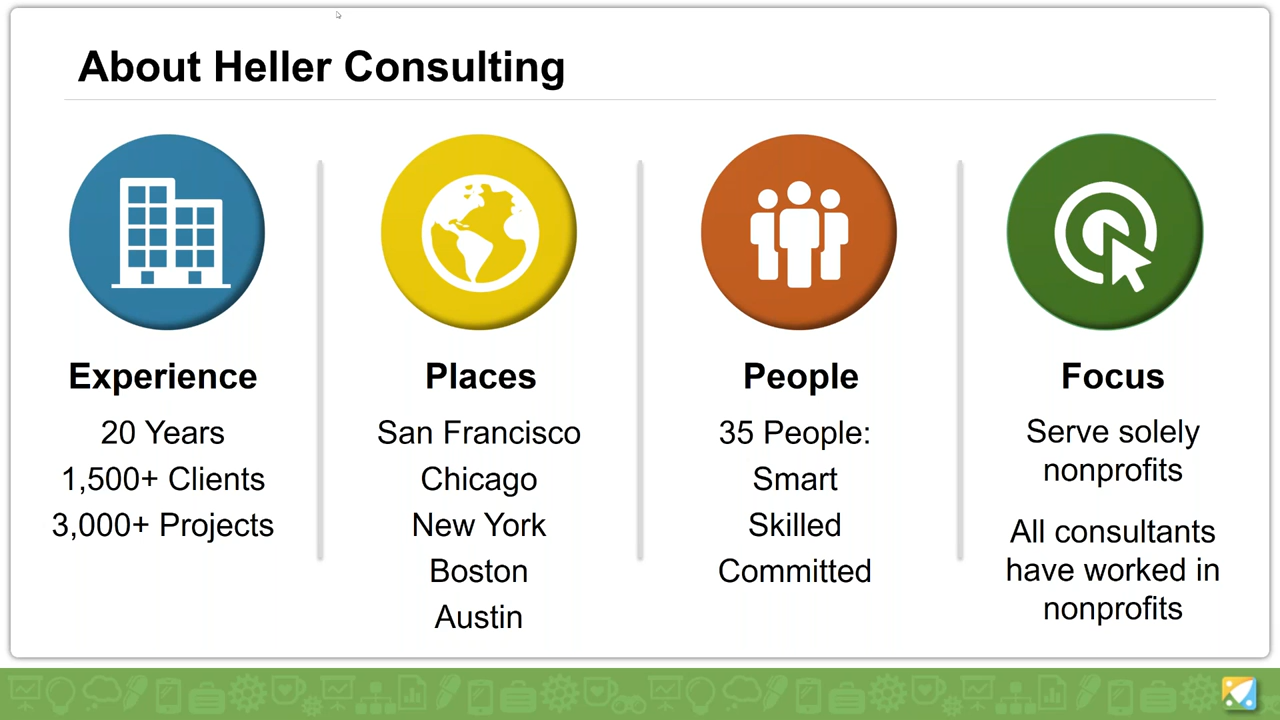 About Heller Consulting
Experience
20 Years
1,500+ Clients
3,000+ Projects
Places
San Francisco
Chicago
New York
Boston
Austin
People
35 People:
Smart
Skilled
Committed
Focus
Serve solely
nonprofits
All consultants
have worked in
nonprofits